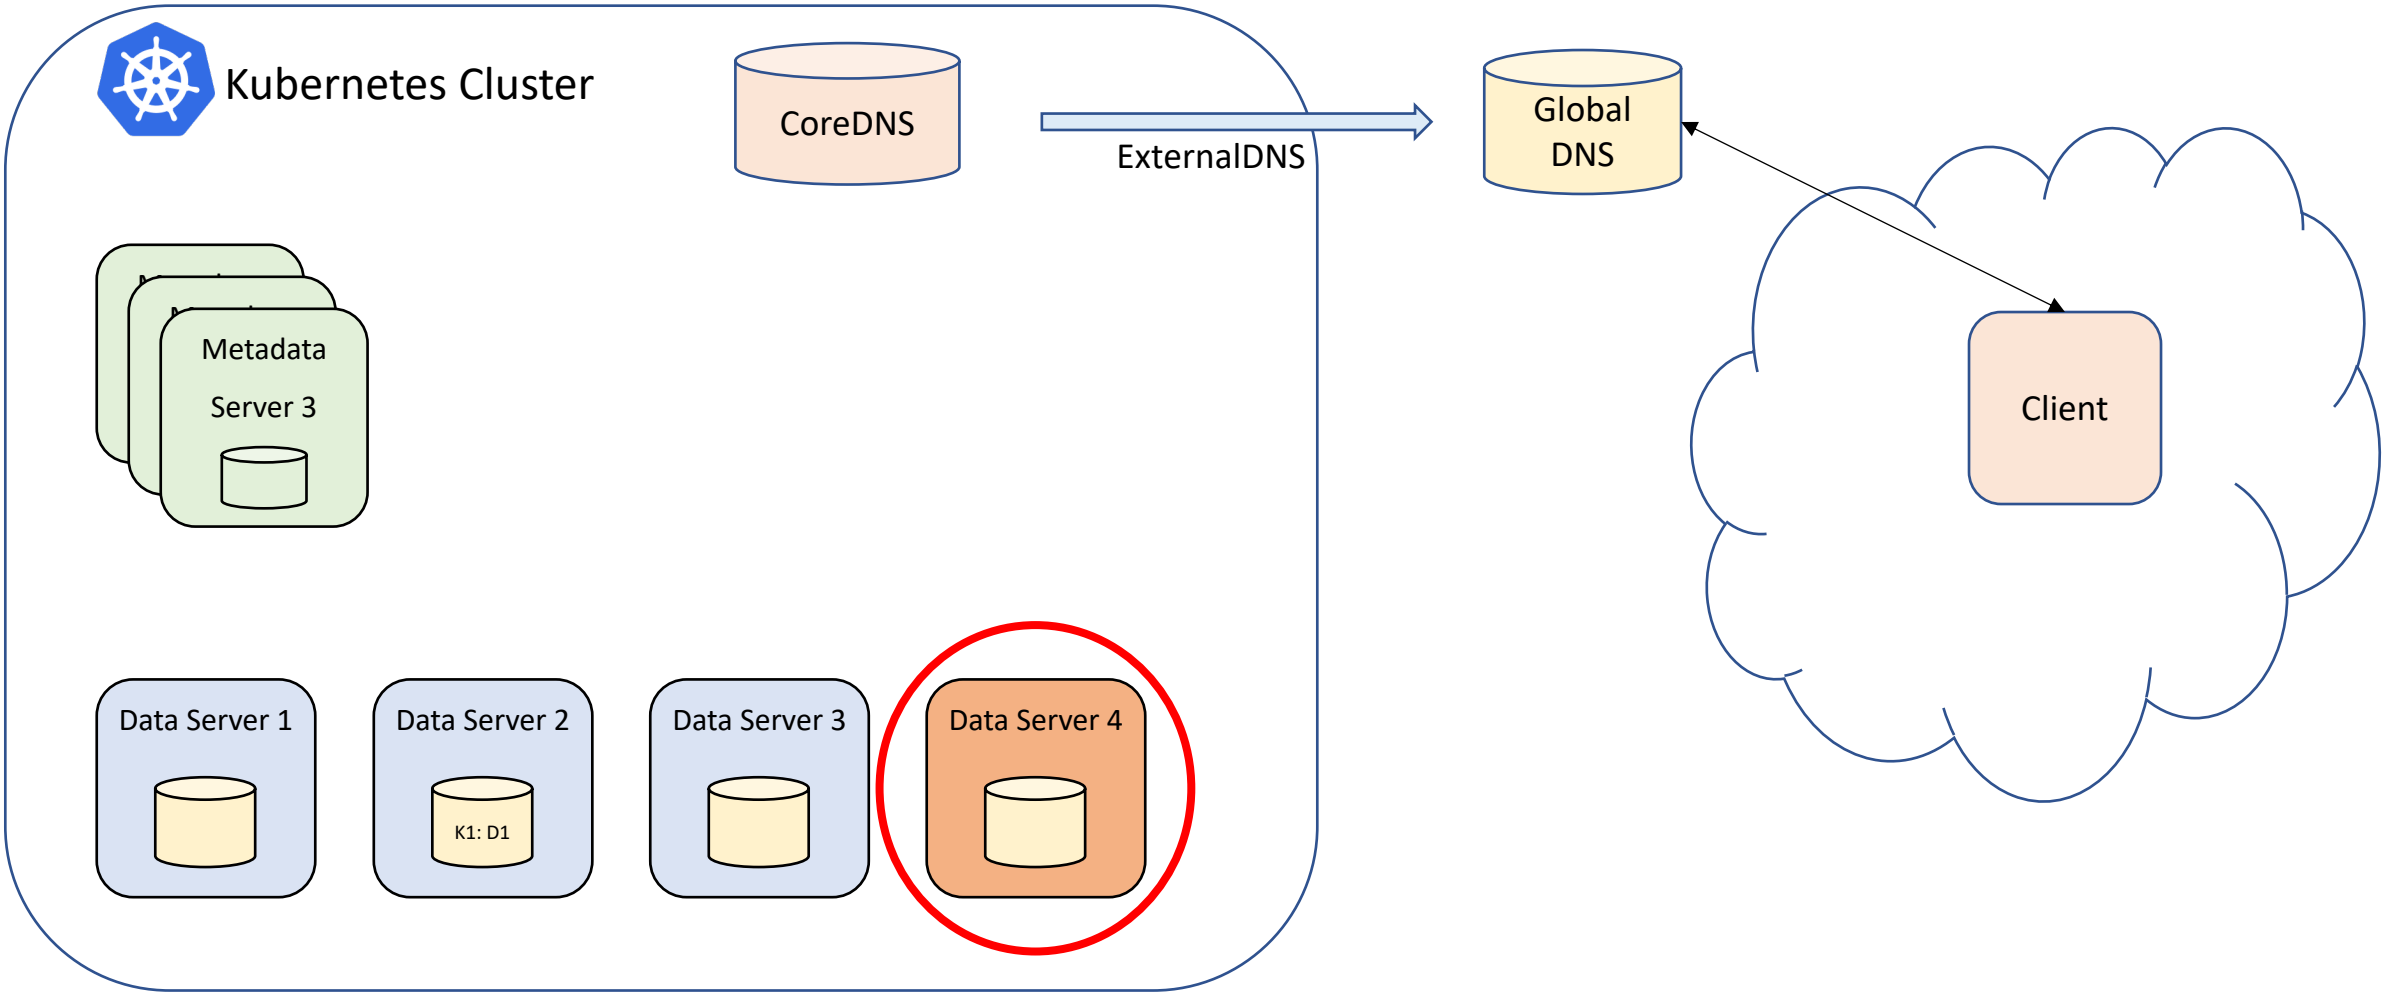 Kubernetes Cluster
CoreDNS
ExternalDNS
Global
DNS
Metadata
Server 3
Client
Data Server 1
Data Server 2
K1: D1
Data Server 3
Data Server 4